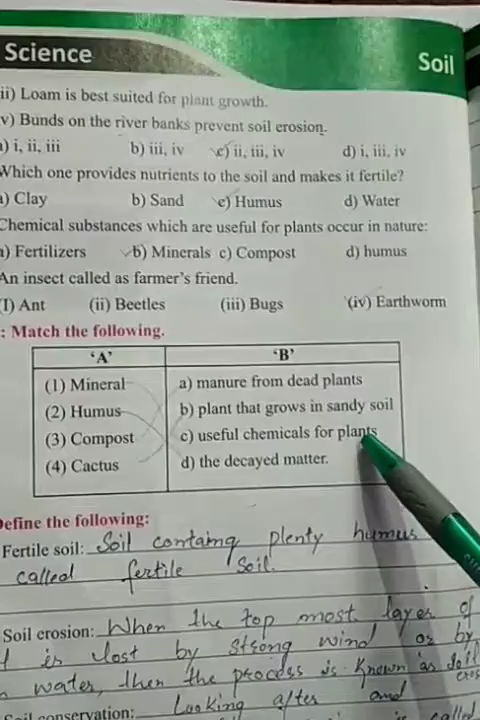 Science
Soil
ii) Loam is best suited for plant growth.
v) Bunds on the river banks prevent soil erosion.
a) i, ii, iii b) iii, iv c) ii, iii, iv d) i, iii, iv
Which one provides nutrients to the soil and makes it fertile?
a) Clay b) Sand c) Humus d) Water
Chemical substances which are useful for plants occur in nature:
a) Fertilizers b) Minerals c) Compost d) humus
An insect called as farmer's friend.
(I) Ant (ii) Beetles (iii) Bugs (iv) Earthworm
: Match the following.
'A' 'B'
(1) Mineral a) manure from dead plants
(2) Humus b) plant that grows in sandy soil
(3) Compost c) useful chemicals for plants
(4) Cactus d) the decayed matter.
Define the following:
Fertile soil: Soil containg plenty humus
called fertile soil.
Soil erosion: When the top most layer of
is lost by strong wind or by
water, then the process is known as soil
Soil conservation: Looking after and
is called